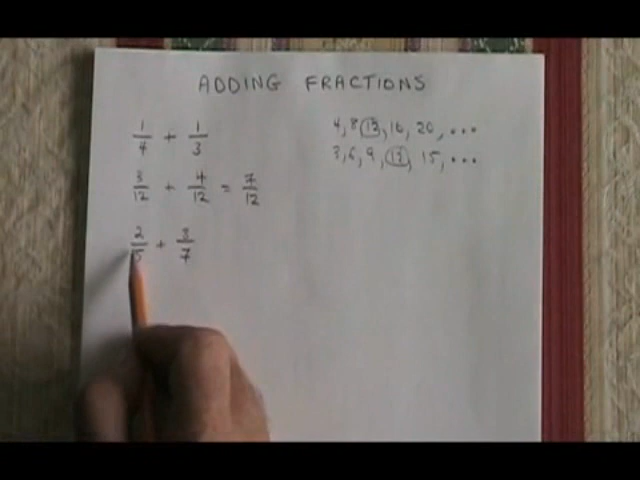 ADDING FRACTIONS
1/4 + 1/3
4, 8, 12, 16, 20, ...
3, 6, 9, 12, 15, ...
3/12 + 4/12 = 7/12
2/5 + 3/7